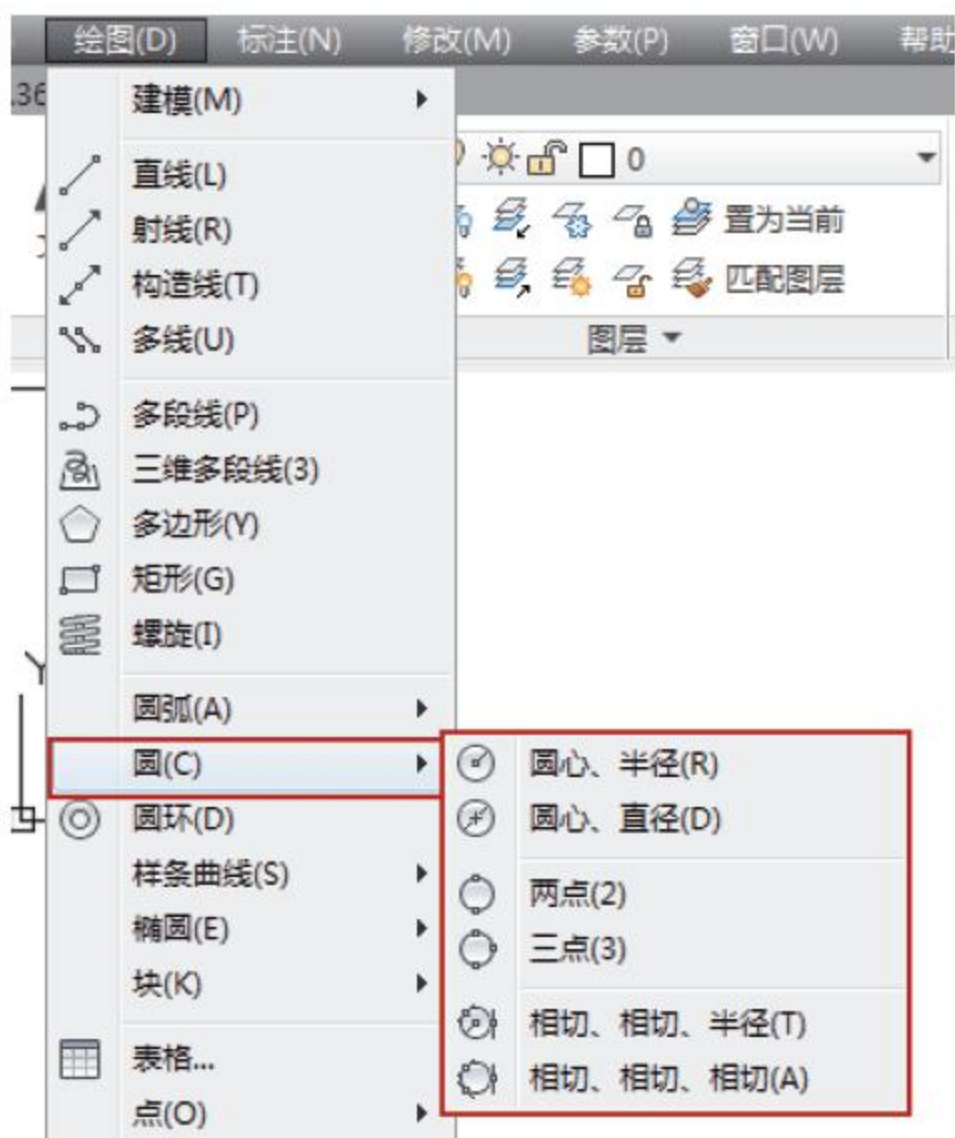 绘图(D) 标注(N) 修改(M) 参数(P) 窗口(W) 帮助
.36
建模(M)
直线(L)
射线(R)
构造线(T)
多线(U)
多段线(P)
三维多段线(3)
多边形(Y)
矩形(G)
螺旋(I)
圆弧(A)
圆(C)
圆环(D)
样条曲线(S)
椭圆(E)
块(K)
表格...
点(O)
0
置为当前
匹配图层
图层
Y
圆心、半径(R)
圆心、直径(D)
两点(2)
三点(3)
相切、相切、半径(T)
相切、相切、相切(A)